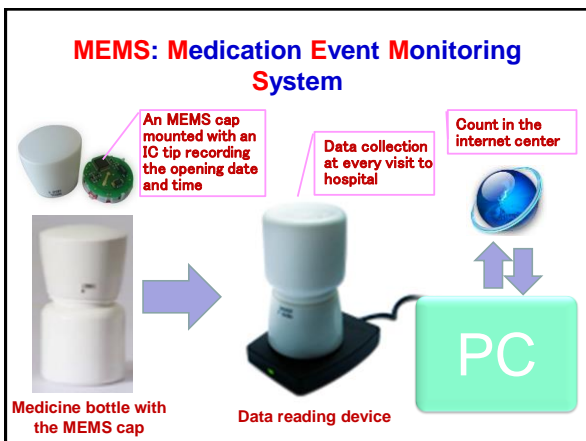 MEMS: Medication Event Monitoring
System
An MEMS cap
mounted with an
IC tip recording
the opening date
and time
Data collection
at every visit to
hospital
Count in the
internet center
PC
Medicine bottle with
the MEMS cap
Data reading device